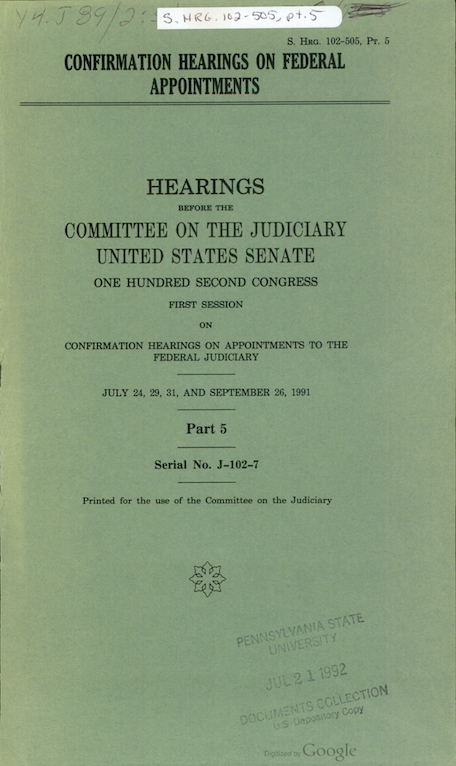 Y4.J 89/2:
S. HRG. 102-505, pt. 5
S. HRG. 102-505, PT. 5
CONFIRMATION HEARINGS ON FEDERAL
APPOINTMENTS
HEARINGS
BEFORE THE
COMMITTEE ON THE JUDICIARY
UNITED STATES SENATE
ONE HUNDRED SECOND CONGRESS
FIRST SESSION
ON
CONFIRMATION HEARINGS ON APPOINTMENTS TO THE
FEDERAL JUDICIARY
JULY 24, 29, 31, AND SEPTEMBER 26, 1991
Part 5
Serial No. J-102-7
Printed for the use of the Committee on the Judiciary
PENNSYLVANIA STATE
UNIVERSITY
JUL 21 1992
DOCUMENTS COLLECTION
U.S. Depository Copy
Digitized by Google